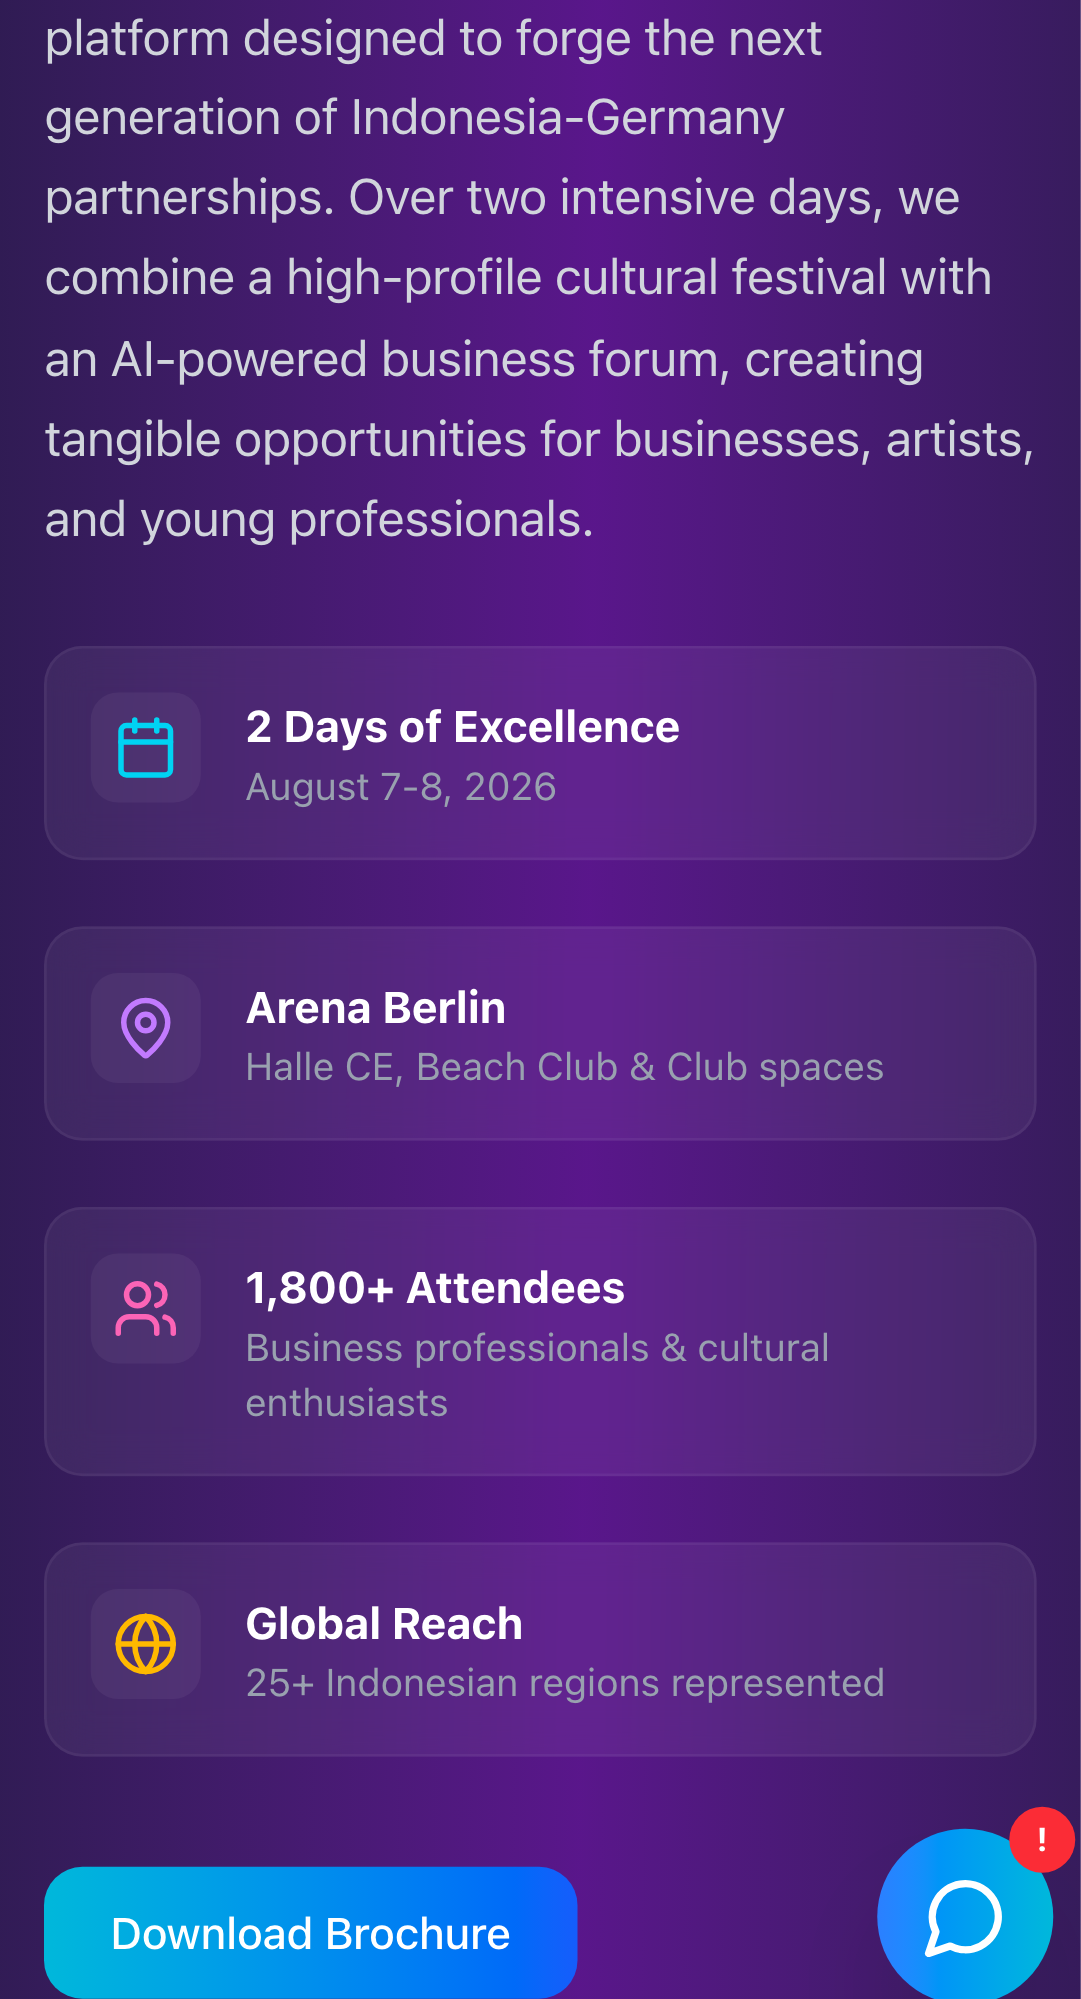 platform designed to forge the next
generation of Indonesia-Germany
partnerships. Over two intensive days, we
combine a high-profile cultural festival with
an AI-powered business forum, creating
tangible opportunities for businesses, artists,
and young professionals.
2 Days of Excellence
August 7-8, 2026
Arena Berlin
Halle CE, Beach Club & Club spaces
1,800+ Attendees
Business professionals & cultural
enthusiasts
Global Reach
25+ Indonesian regions represented
!
Download Brochure